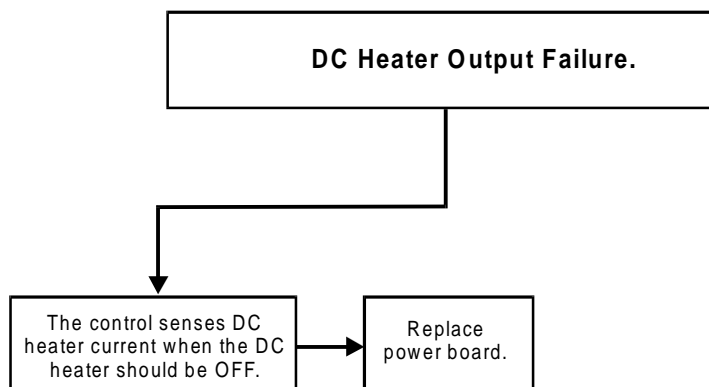 DC Heater Output Failure.
The control senses DC
heater current when the DC
heater should be OFF.
Replace
power board.